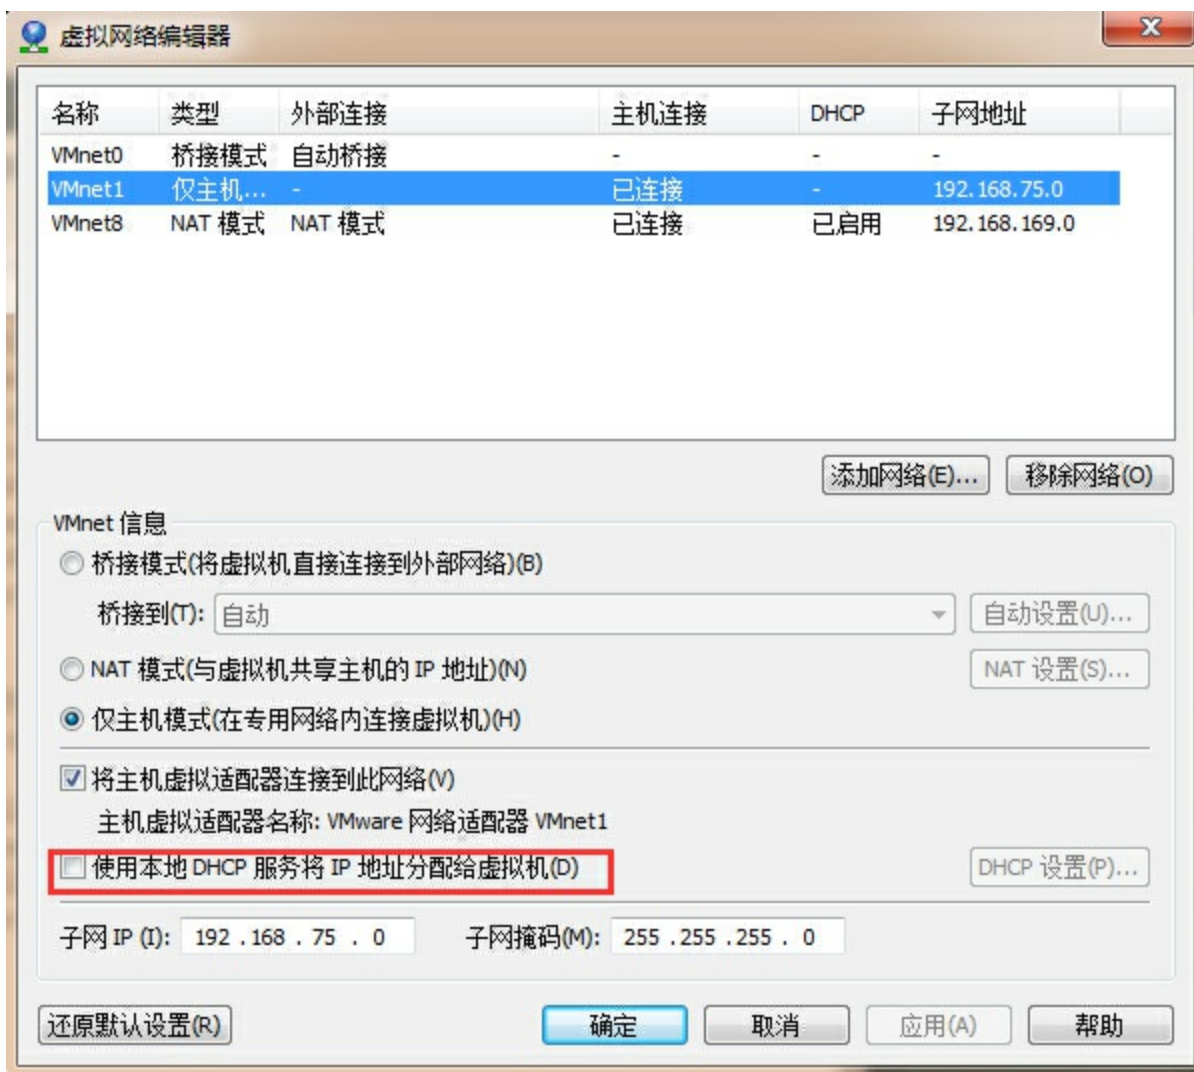 虚拟网络编辑器
名称 类型 外部连接 主机连接 DHCP 子网地址
VMnet0 桥接模式 自动桥接 - - -
VMnet1 仅主机... - 已连接 - 192.168.75.0
VMnet8 NAT 模式 NAT 模式 已连接 已启用 192.168.169.0
添加网络(E)... 移除网络(O)
VMnet 信息
桥接模式(将虚拟机直接连接到外部网络)(B)
桥接到(T): 自动 自动设置(U)...
NAT 模式(与虚拟机共享主机的 IP 地址)(N) NAT 设置(S)...
仅主机模式(在专用网络内连接虚拟机)(H)
将主机虚拟适配器连接到此网络(V)
主机虚拟适配器名称: VMware 网络适配器 VMnet1
使用本地 DHCP 服务将 IP 地址分配给虚拟机(D) DHCP 设置(P)...
子网 IP (I): 192 .168 . 75 . 0 子网掩码(M): 255 .255 .255 . 0
还原默认设置(R) 确定 取消 应用(A) 帮助